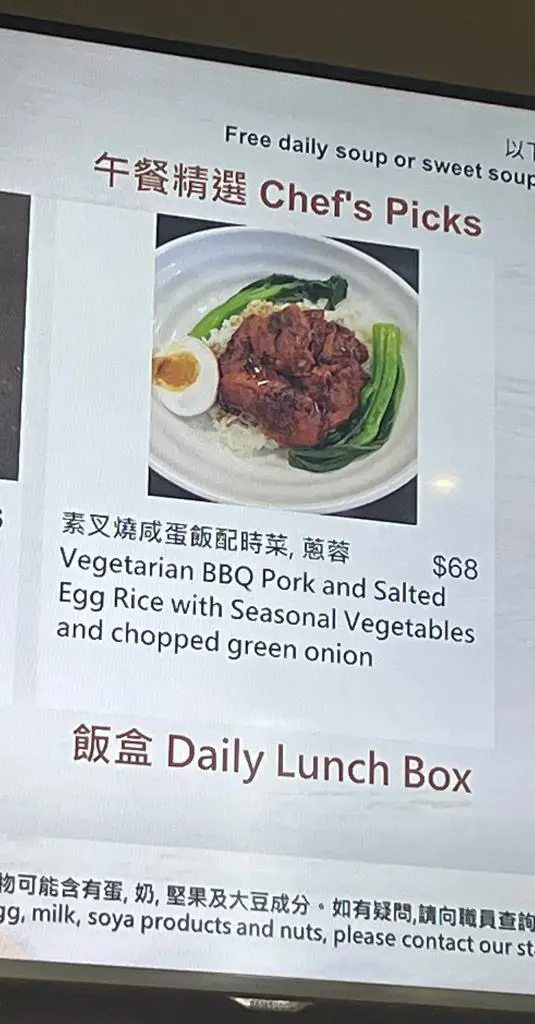 Free daily soup or sweet soup
以下
午餐精選 Chef's Picks
素叉燒咸蛋飯配時菜, 蔥蓉
$68
Vegetarian BBQ Pork and Salted
Egg Rice with Seasonal Vegetables
and chopped green onion
飯盒 Daily Lunch Box
物可能含有蛋, 奶, 堅果及大豆成分。如有疑問,請向職員查詢
milk, soya products and nuts, please contact our